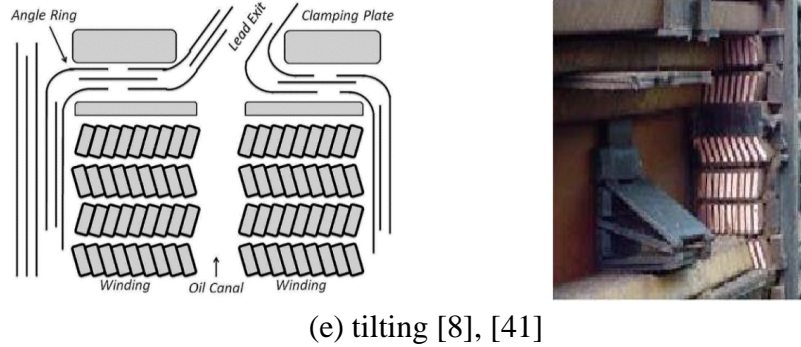 Angle Ring
Lead Exit
Clamping Plate
Winding
Oil Canal
Winding
(e) tilting [8], [41]